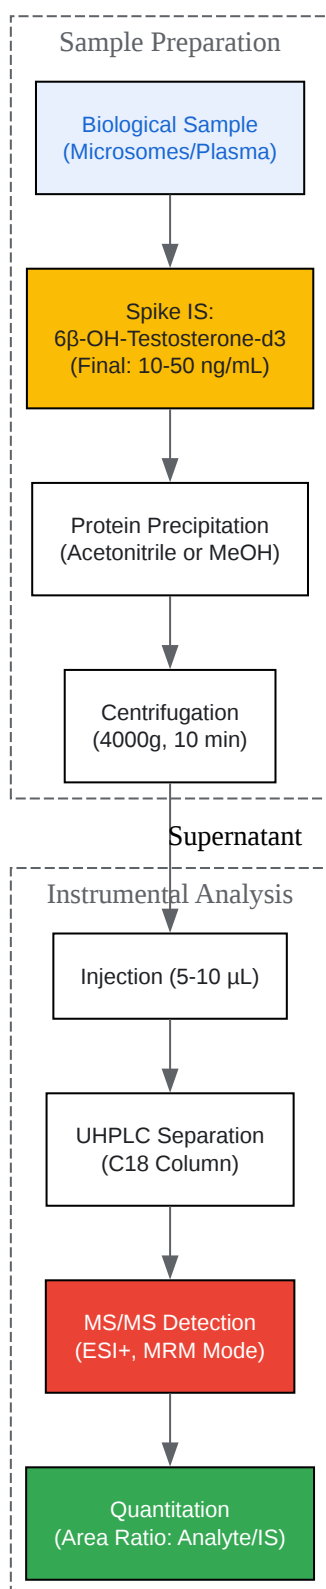 Sample Preparation
Biological Sample
(Microsomes/Plasma)
Spike IS:
6β-OH-Testosterone-d3
(Final: 10-50 ng/mL)
Protein Precipitation
(Acetonitrile or MeOH)
Centrifugation
(4000g, 10 min)
Supernatant
Instrumental Analysis
Injection (5-10 µL)
UHPLC Separation
(C18 Column)
MS/MS Detection
(ESI+, MRM Mode)
Quantitation
(Area Ratio: Analyte/IS)